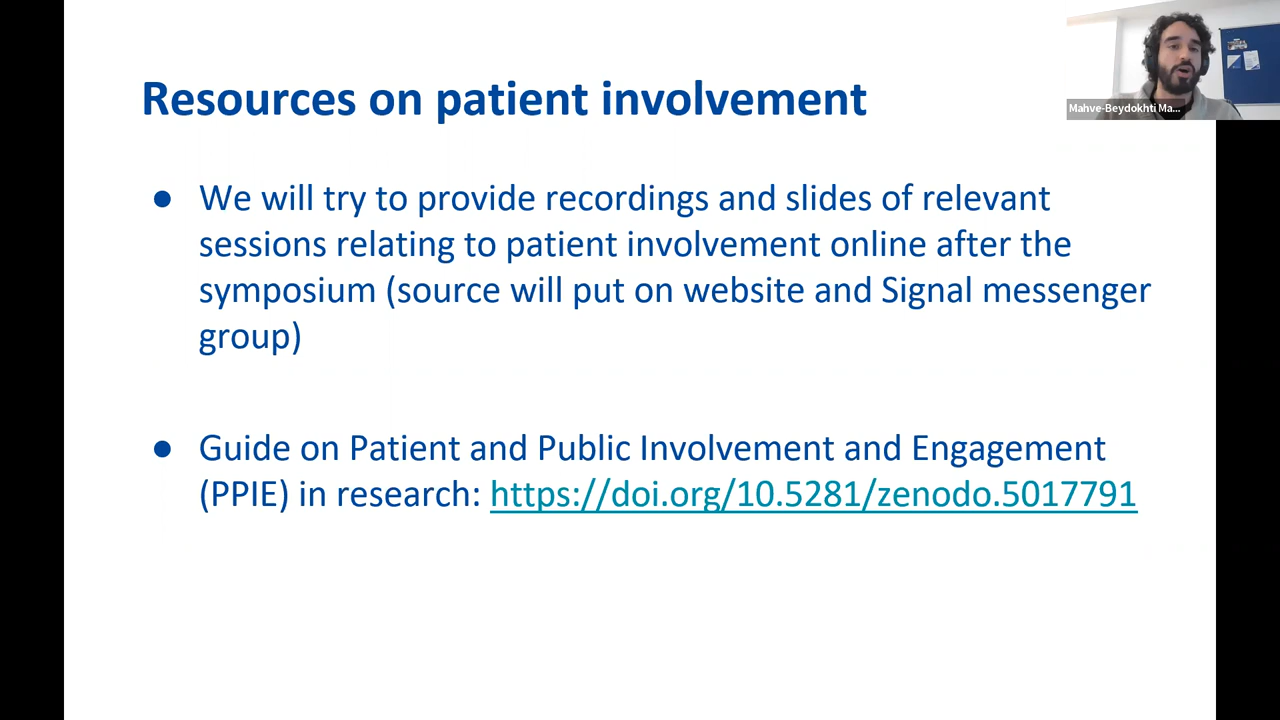 Resources on patient involvement
Mahve-Beydokhti Ma...
● We will try to provide recordings and slides of relevant
sessions relating to patient involvement online after the
symposium (source will put on website and Signal messenger
group)
● Guide on Patient and Public Involvement and Engagement
(PPIE) in research: https://doi.org/10.5281/zenodo.5017791